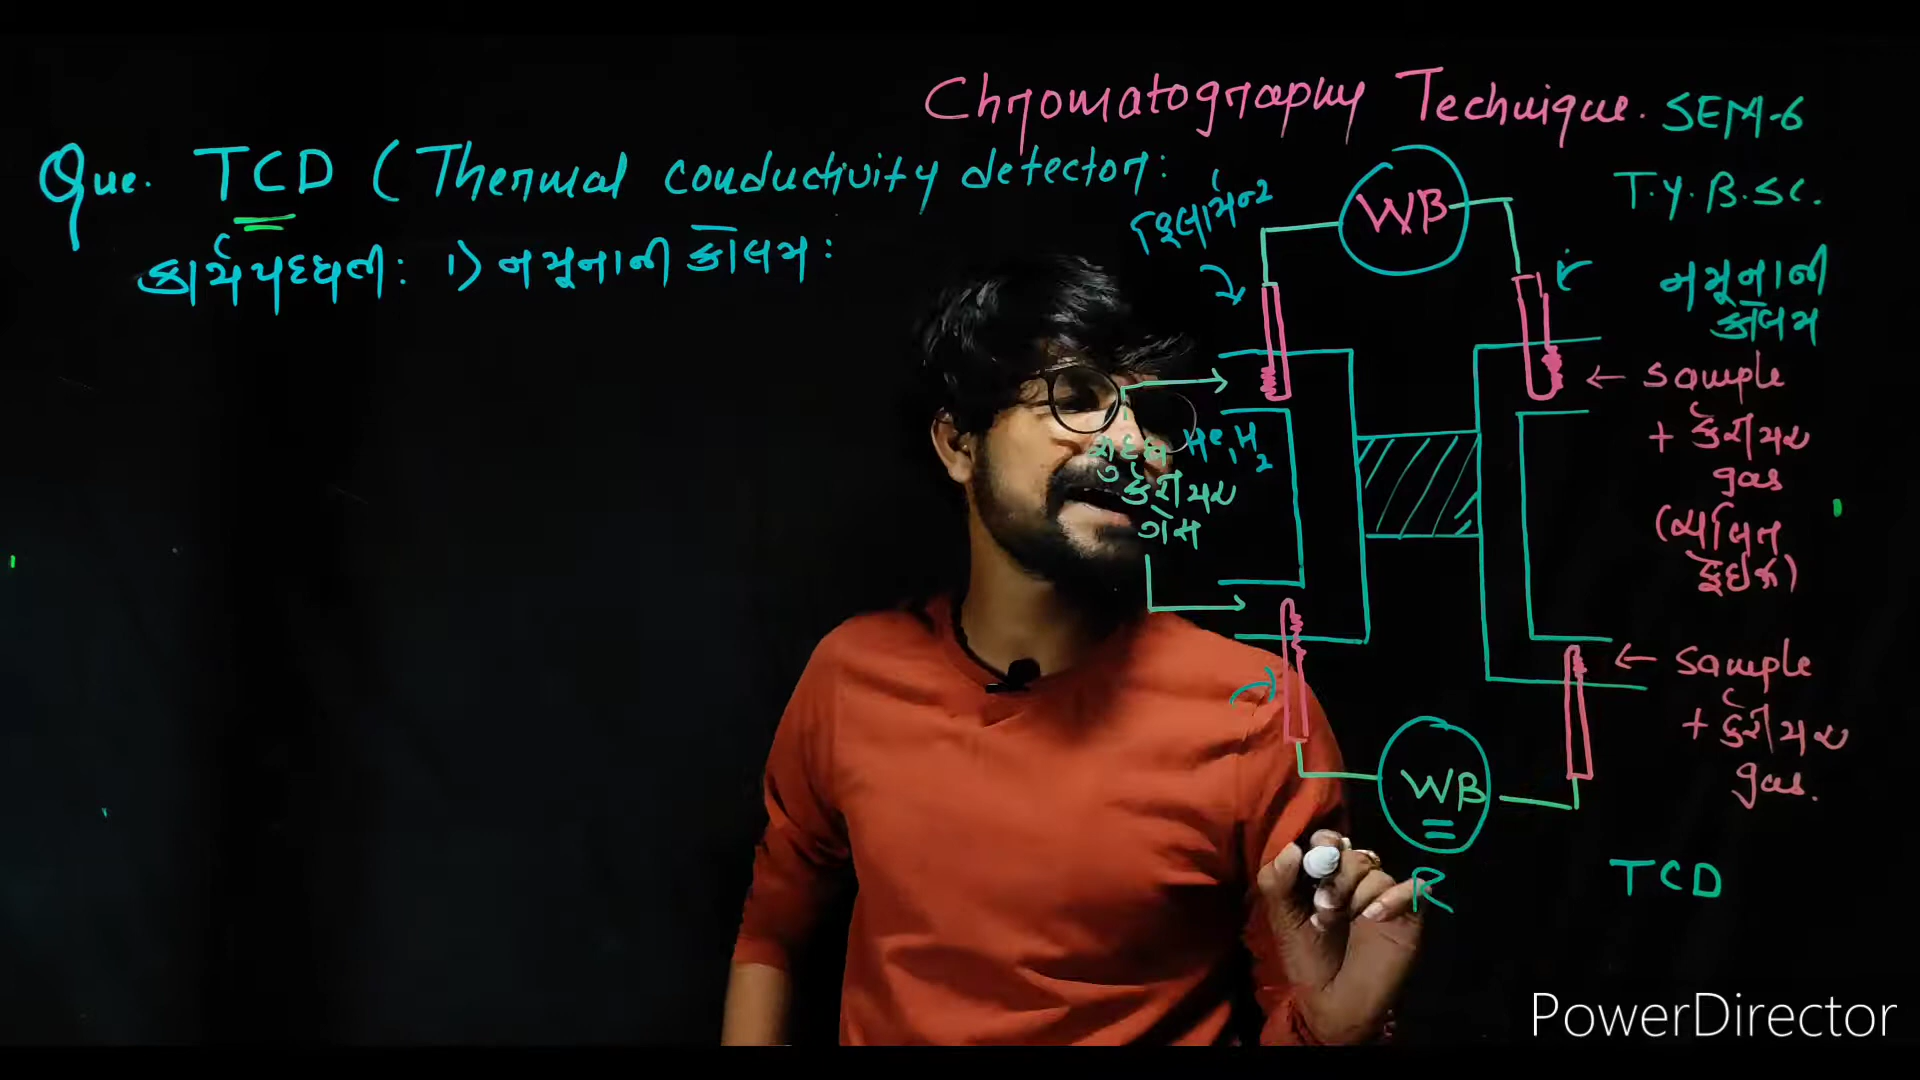 Chromatography Technique. SEM-6
T.Y.B.SC.
Que. TCD (Thermal conductivity detector:
કાર્યપદ્ધતી: 1) નમૂનાની કૉલમ:
ફિલામેન્ટ
WB
નમૂનાની
કૉલમ
← sample
+ કેરીયર
gas
He, H2
શુદ્ધ
કેરીયર
ગેસ
← sample
+ કેરીયર
gas.
WB
R
TCD
PowerDirector